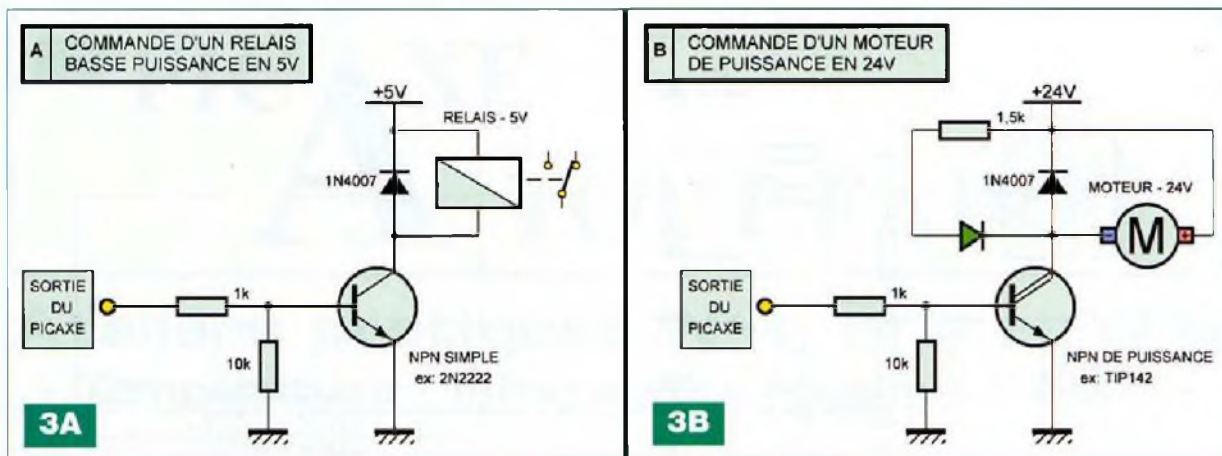 A
COMMANDE D'UN RELAIS
BASSE PUISSANCE EN 5V
+5V
RELAIS - 5V
1N4007
SORTIE
DU
PICAXE
1k
10k
NPN SIMPLE
ex: 2N2222
3A
B
COMMANDE D'UN MOTEUR
DE PUISSANCE EN 24V
+24V
1,5k
1N4007
MOTEUR - 24V
M
SORTIE
DU
PICAXE
1k
10k
NPN DE PUISSANCE
ex: TIP142
3B